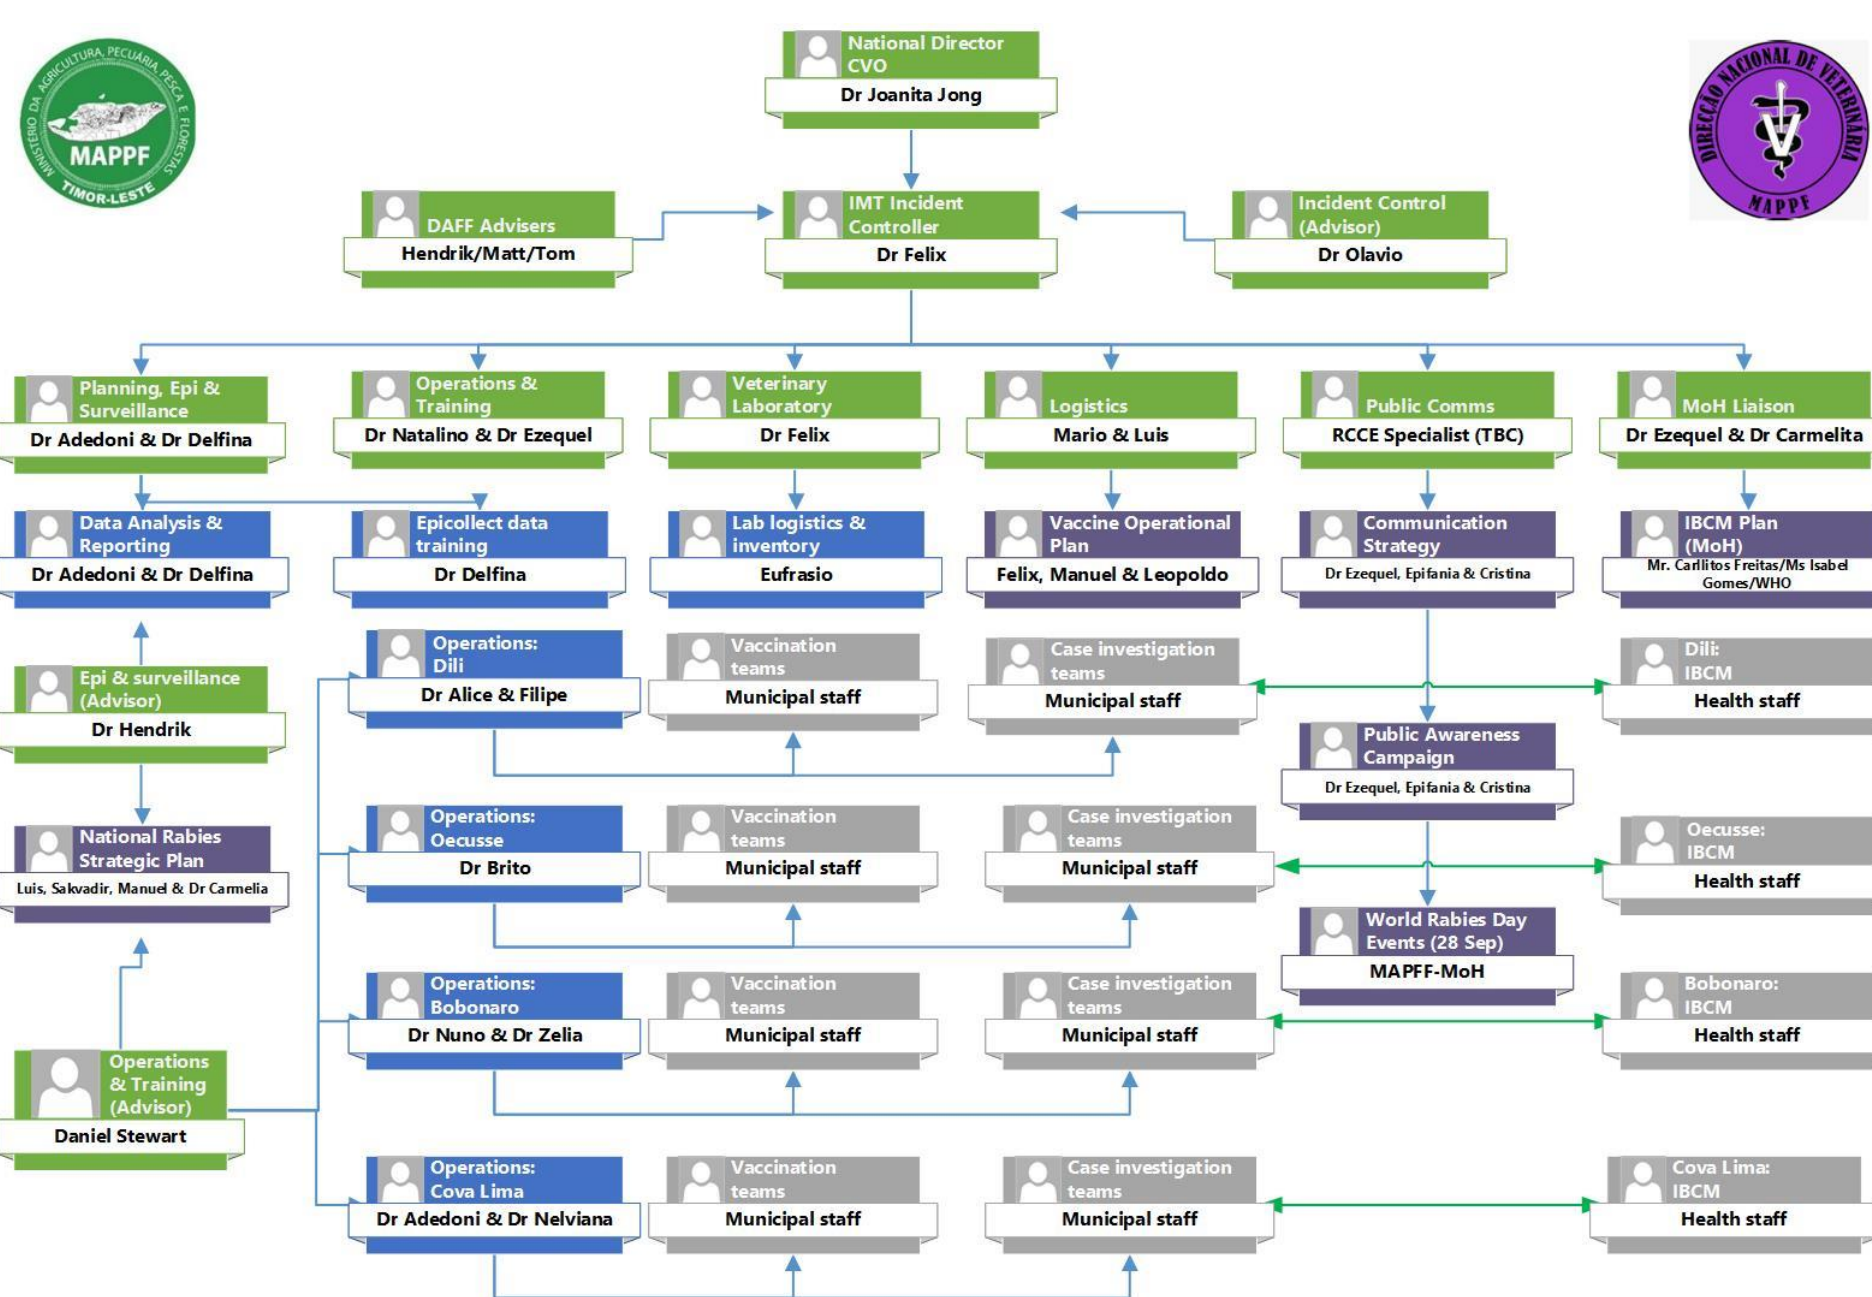 MINISTÉRIO DA AGRICULTURA, PECUÁRIA, PESCA E FLORESTAS
MAPPF
TIMOR-LESTE
National Director
CVO
Dr Joanita Jong
DIRECÇÃO NACIONAL DE VETERINÁRIA
V
MAPPF
DAFF Advisers
Hendrik/Matt/Tom
IMT Incident
Controller
Dr Felix
Incident Control
(Advisor)
Dr Olavio
Planning, Epi &
Surveillance
Dr Adedoni & Dr Delfina
Operations &
Training
Dr Natalino & Dr Ezequel
Veterinary
Laboratory
Dr Felix
Logistics
Mario & Luis
Public Comms
RCCE Specialist (TBC)
MoH Liaison
Dr Ezequel & Dr Carmelita
Data Analysis &
Reporting
Dr Adedoni & Dr Delfina
Epicollect data
training
Dr Delfina
Lab logistics &
inventory
Eufrasio
Vaccine Operational
Plan
Felix, Manuel & Leopoldo
Communication
Strategy
Dr Ezequel, Epifania & Cristina
IBCM Plan
(MoH)
Mr. Carllitos Freitas/Ms Isabel
Gomes/WHO
Epi & surveillance
(Advisor)
Dr Hendrik
Operations:
Dili
Dr Alice & Filipe
Vaccination
teams
Municipal staff
Case investigation
teams
Municipal staff
Dili:
IBCM
Health staff
Public Awareness
Campaign
Dr Ezequel, Epifania & Cristina
National Rabies
Strategic Plan
Luis, Sakvadir, Manuel & Dr Carmelia
Operations:
Oecusse
Dr Brito
Vaccination
teams
Municipal staff
Case investigation
teams
Municipal staff
Oecusse:
IBCM
Health staff
World Rabies Day
Events (28 Sep)
MAPFF-MoH
Operations:
Bobonaro
Dr Nuno & Dr Zelia
Vaccination
teams
Municipal staff
Case investigation
teams
Municipal staff
Bobonaro:
IBCM
Health staff
Operations
& Training
(Advisor)
Daniel Stewart
Operations:
Cova Lima
Dr Adedoni & Dr Nelviana
Vaccination
teams
Municipal staff
Case investigation
teams
Municipal staff
Cova Lima:
IBCM
Health staff